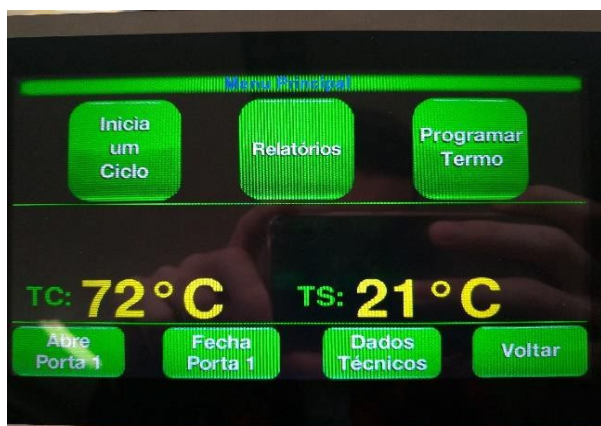 Menu Principal
Inicia
um
Ciclo
Relatórios
Programar
Termo
TC: 72°C
TS: 21°C
Abre
Porta 1
Fecha
Porta 1
Dados
Técnicos
Voltar